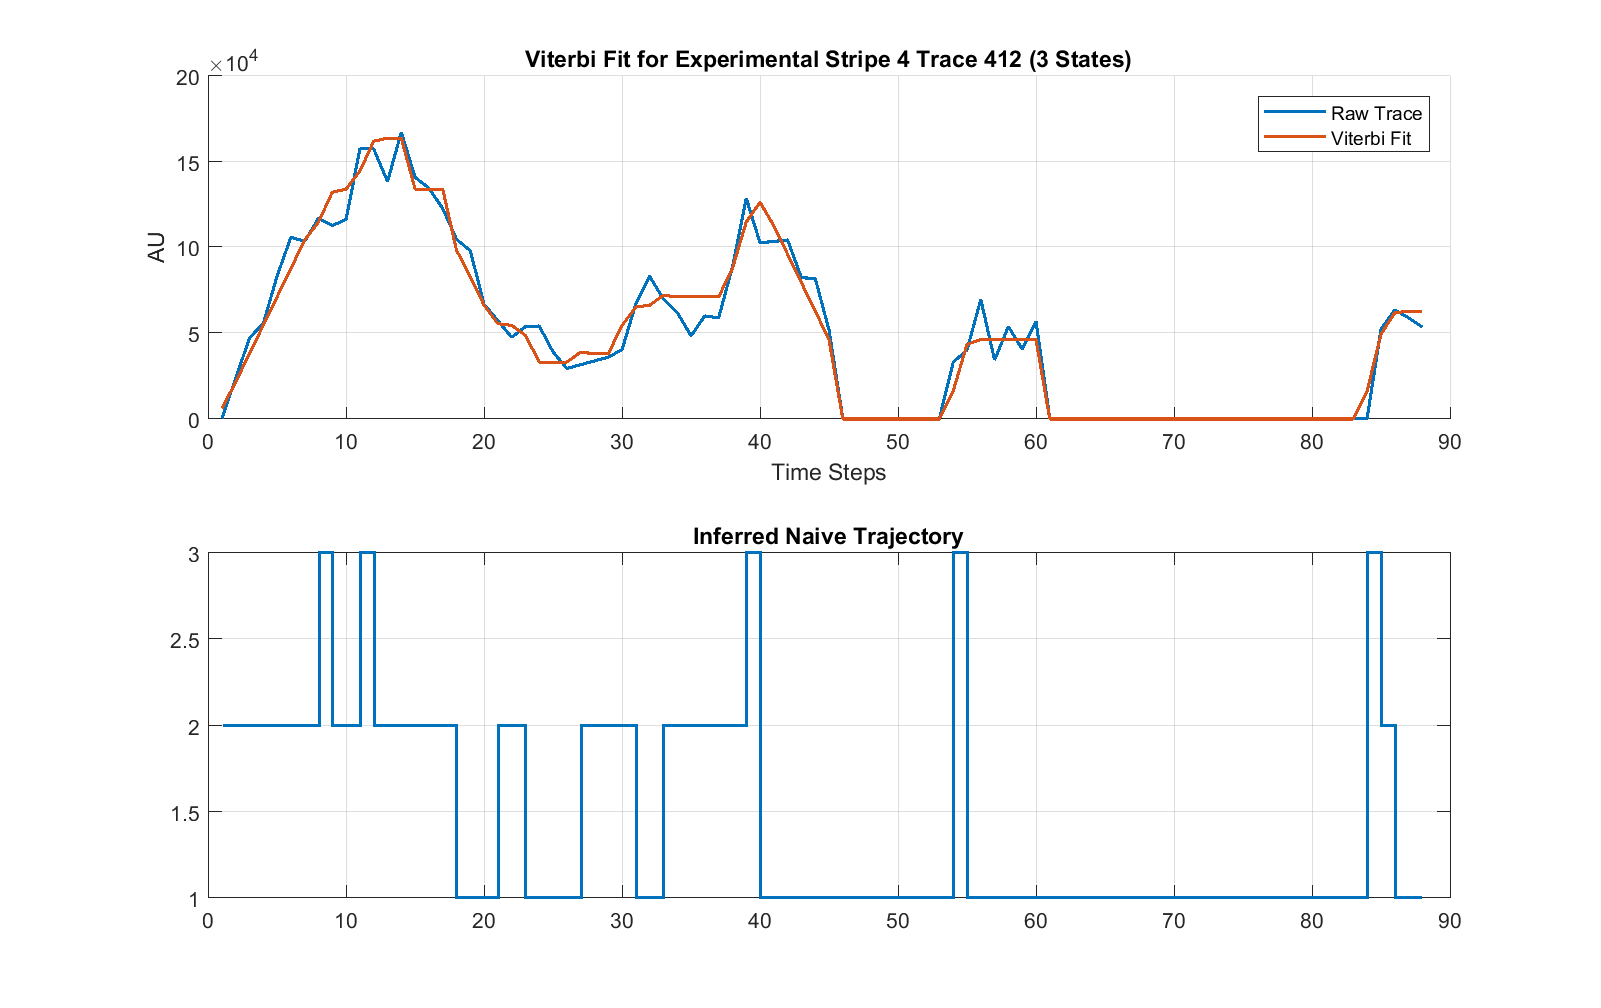 Viterbi Fit for Experimental Stripe 4 Trace 412 (3 States)
×10^4
20
15
10
5
0
AU
Raw Trace
Viterbi Fit
0 10 20 30 40 50 60 70 80 90
Time Steps
Inferred Naive Trajectory
3
2.5
2
1.5
1
0 10 20 30 40 50 60 70 80 90